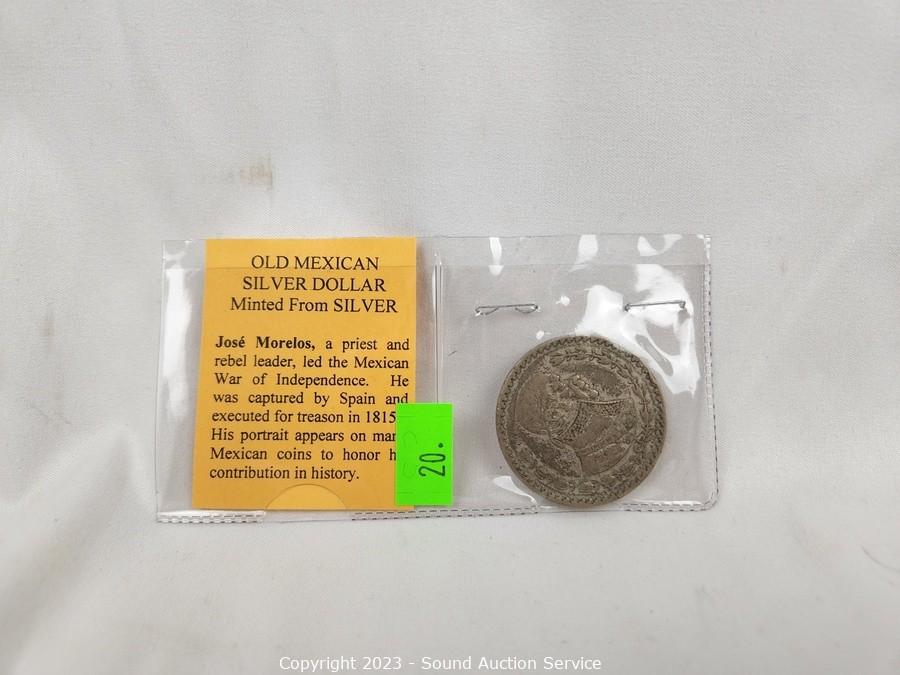 OLD MEXICAN
SILVER DOLLAR
Minted From SILVER
José Morelos, a priest and
rebel leader, led the Mexican
War of Independence. He
was captured by Spain and
executed for treason in 1815.
His portrait appears on man
Mexican coins to honor h
contribution in history.
20.
Copyright 2023 - Sound Auction Service